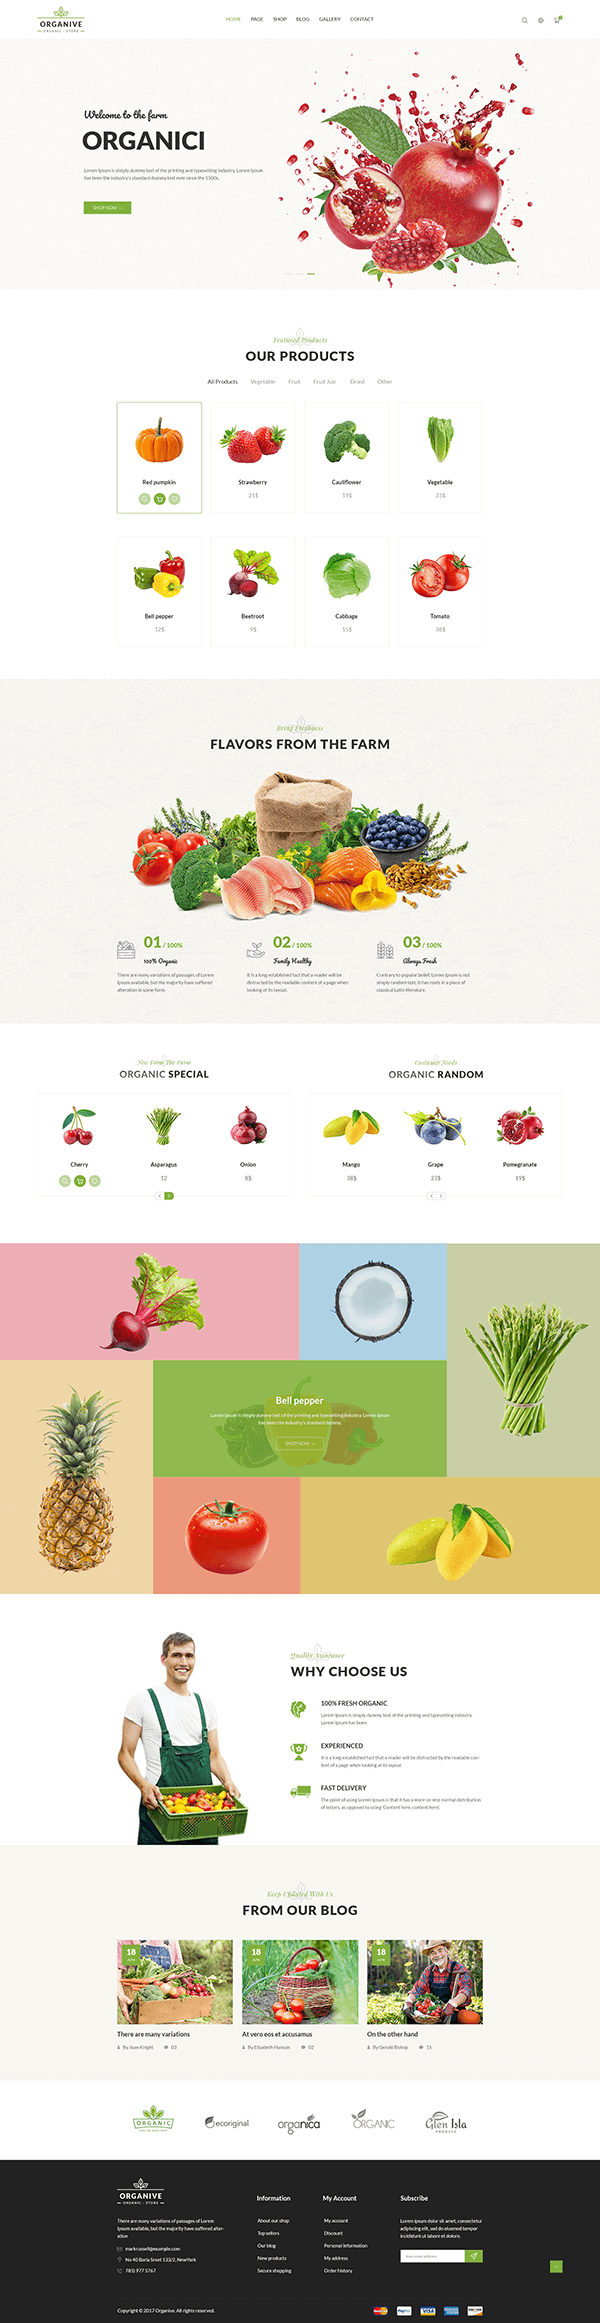 ORGANIVE
ORGANIC - STORE
HOME PAGE SHOP BLOG GALLERY CONTACT
Welcome to the farm
ORGANICI
Lorem Ipsum is simply dummy text of the printing and typesetting industry. Lorem Ipsum
has been the industry's standard dummy text ever since the 1500s.
SHOP NOW
Featured Products
OUR PRODUCTS
All Products Vegetable Fruit Fruit Juic Dried Other
Red pumpkin
Strawberry
21$
Cauliflower
19$
Vegetable
23$
Bell pepper
17$
Beetroot
9$
Cabbage
15$
Tomato
36$
Bring Freshness
FLAVORS FROM THE FARM
01 / 100%
100% Organic
There are many variations of passages of Lorem
Ipsum available, but the majority have suffered
alteration in some form.
02 / 100%
Family Healthy
It is a long established fact that a reader will be
distracted by the readable content of a page when
looking at its layout.
03 / 100%
Always Fresh
Contrary to popular belief, Lorem Ipsum is not
simply random text. It has roots in a piece of
classical Latin literature.
New From The Farm
ORGANIC SPECIAL
Cherry
Asparagus
12
Onion
8$
Costumer Needs
ORGANIC RANDOM
Mango
38$
Grape
23$
Pomegranate
19$
Bell pepper
Lorem Ipsum is simply dummy text of the printing and typesetting industry. Lorem Ipsum
has been the industry's standard dummy.
SHOP NOW
Quality Assurance
WHY CHOOSE US
100% FRESH ORGANIC
Lorem Ipsum is simply dummy text of the printing and typesetting industry.
Lorem Ipsum has been.
EXPERIENCED
It is a long established fact that a reader will be distracted by the readable con-
tent of a page when looking at its layout.
FAST DELIVERY
The point of using Lorem Ipsum is that it has a more-or-less normal distribution
of letters, as opposed to using 'Content here, content here'.
Keep Updated With Us
FROM OUR BLOG
18
There are many variations
By Juan Knight 03
18
At vero eos et accusamus
By Elizabeth Hanson 02
18
On the other hand
By Gerald Bishop 15
ORGANIC
ecoriginal
organica
ORGANIC
Glen Isla
PRODUCE
ORGANIVE
ORGANIC - STORE
There are many variations of passages of Lorem
Ipsum available, but the majority have suffered alter-
ation
markrussell@example.com
No 40 Baria Sreet 133/2, NewYork
785) 977 5767
Information
About our shop
Top sellers
Our blog
New products
Secure shopping
My Account
My account
Discount
Personal information
My address
Order history
Subscribe
Lorem ipsum dolor sit amet, consectetur
adipiscing elit, sed do eiusmod tempor
incididunt ut labore et dolore.
Your email address
Copyright © 2017 Organive. All rights reserved.
PayPal
VISA